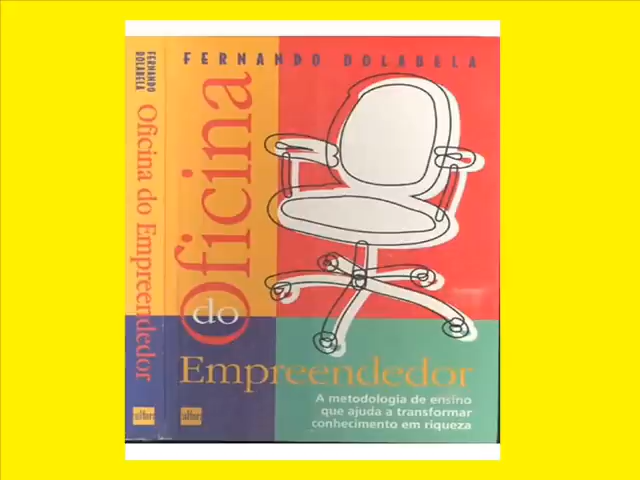 FERNANDO DOLABELA
Oficina do Empreendedor
FERNANDO DOLABELA
Oficina
do
Empreendedor
A metodologia de ensino
que ajuda a transformar
conhecimento em riqueza